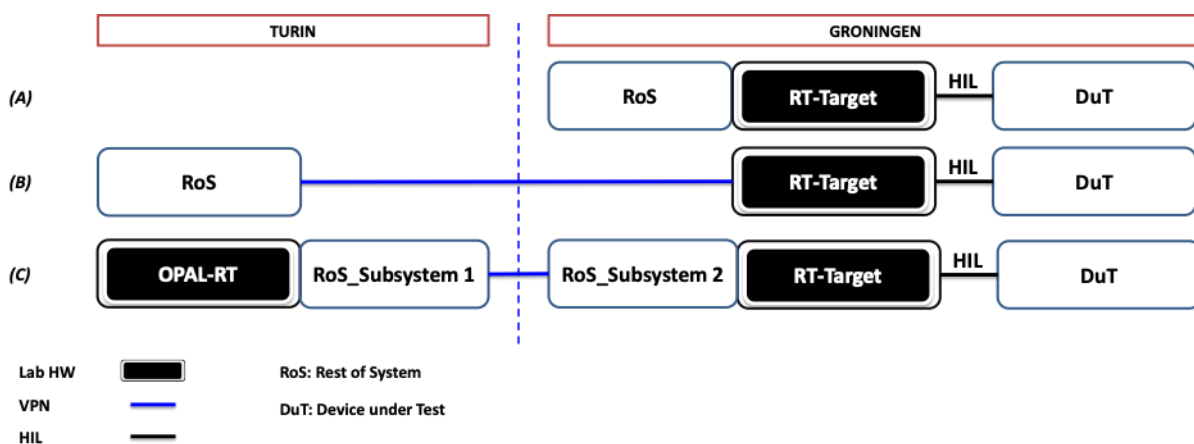 TURIN
GRONINGEN
(A)
RoS
RT-Target
HIL
DuT
(B)
RoS
RT-Target
HIL
DuT
(C)
OPAL-RT
RoS_Subsystem 1
RoS_Subsystem 2
RT-Target
HIL
DuT
Lab HW
RoS: Rest of System
VPN
DuT: Device under Test
HIL